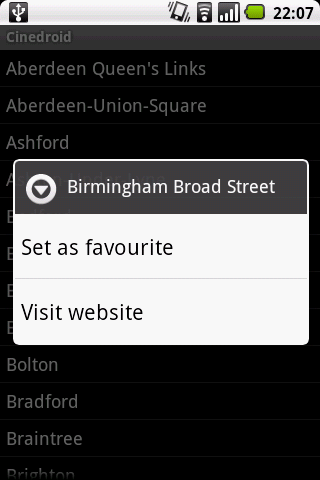 22:07
Cinedroid
Aberdeen Queen's Links
Aberdeen-Union-Square
Ashford
Birmingham Broad Street
Set as favourite
Visit website
Bolton
Bradford
Braintree
Brighton